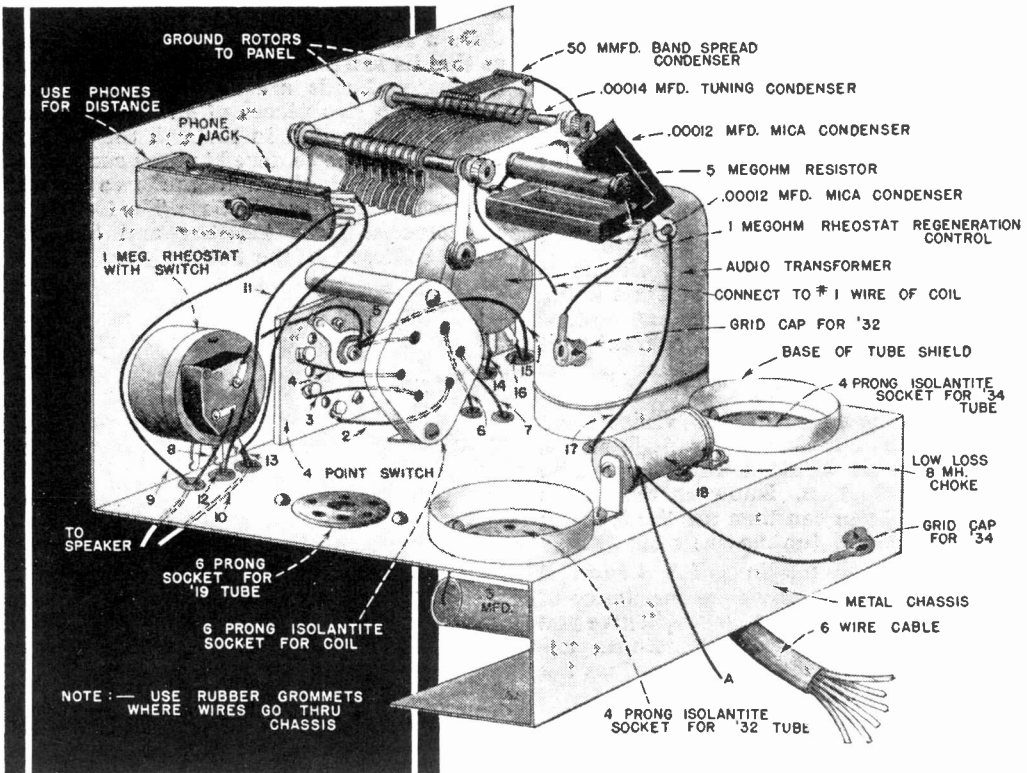 GROUND ROTORS
TO PANEL
50 MMFD. BAND SPREAD
CONDENSER
USE PHONES
FOR DISTANCE
.00014 MFD. TUNING CONDENSER
PHONE
JACK
.00012 MFD. MICA CONDENSER
5 MEGOHM RESISTOR
.00012 MFD. MICA CONDENSER
1 MEGOHM RHEOSTAT REGENERATION
CONTROL
1 MEG. RHEOSTAT
WITH SWITCH
11
AUDIO TRANSFORMER
CONNECT TO #1 WIRE OF COIL
GRID CAP FOR '32
5
BASE OF TUBE SHIELD
15
14
16
4
4 PRONG ISOLANTITE
SOCKET FOR '34
TUBE
3
2
6
7
17
8
13
4 POINT SWITCH
LOW LOSS
8 MH.
CHOKE
18
9
12
10
TO
SPEAKER
GRID CAP
FOR '34
6 PRONG
SOCKET FOR
'19 TUBE
5
MFD.
METAL CHASSIS
6 PRONG ISOLANTITE
SOCKET FOR COIL
6 WIRE CABLE
A
NOTE:— USE RUBBER GROMMETS
WHERE WIRES GO THRU
CHASSIS
4 PRONG ISOLANTITE
SOCKET FOR '32 TUBE